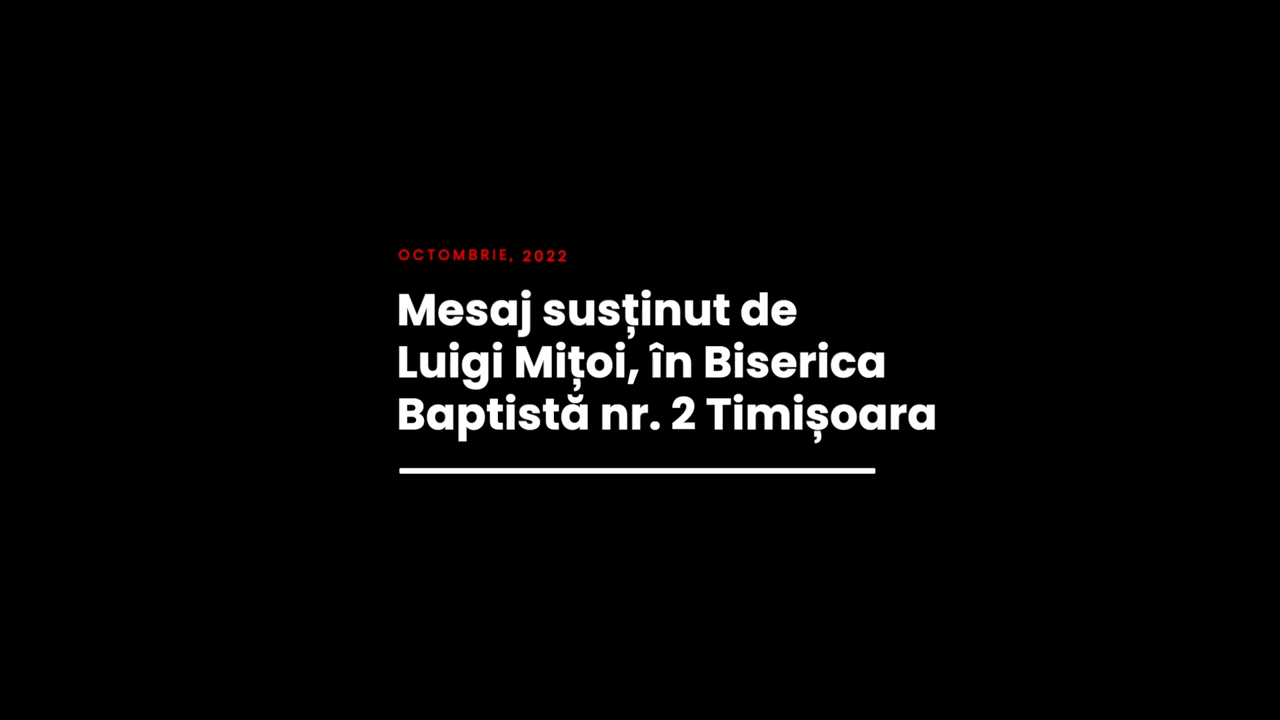 OCTOMBRIE, 2022
Mesaj susținut de
Luigi Mițoi, în Biserica
Baptistă nr. 2 Timișoara